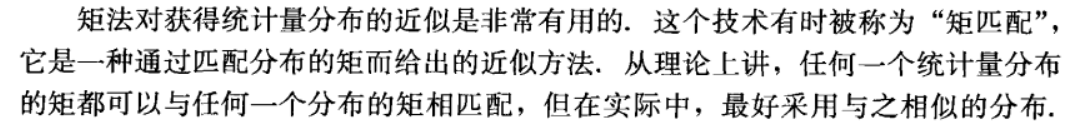 矩法对获得统计量分布的近似是非常有用的. 这个技术有时被称为“矩匹配”,
它是一种通过匹配分布的矩而给出的近似方法. 从理论上讲, 任何一个统计量分布
的矩都可以与任何一个分布的矩相匹配, 但在实际中, 最好采用与之相似的分布.